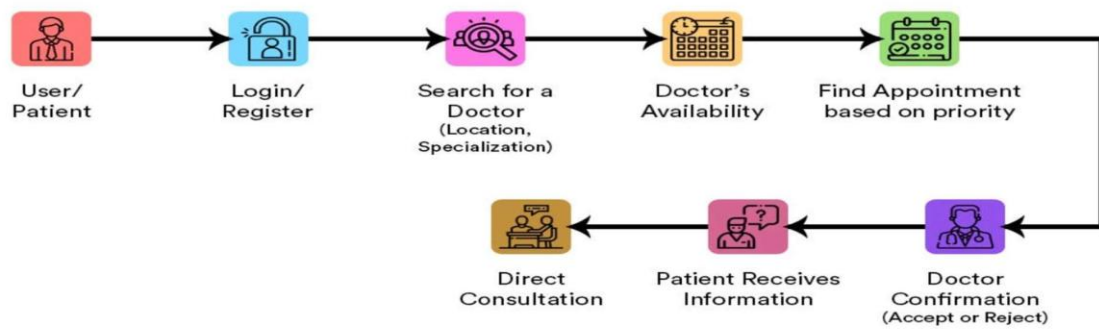 User/
Patient
Login/
Register
Search for a
Doctor
(Location,
Specialization)
Doctor's
Availability
Find Appointment
based on priority
Direct
Consultation
Patient Receives
Information
Doctor
Confirmation
(Accept or Reject)